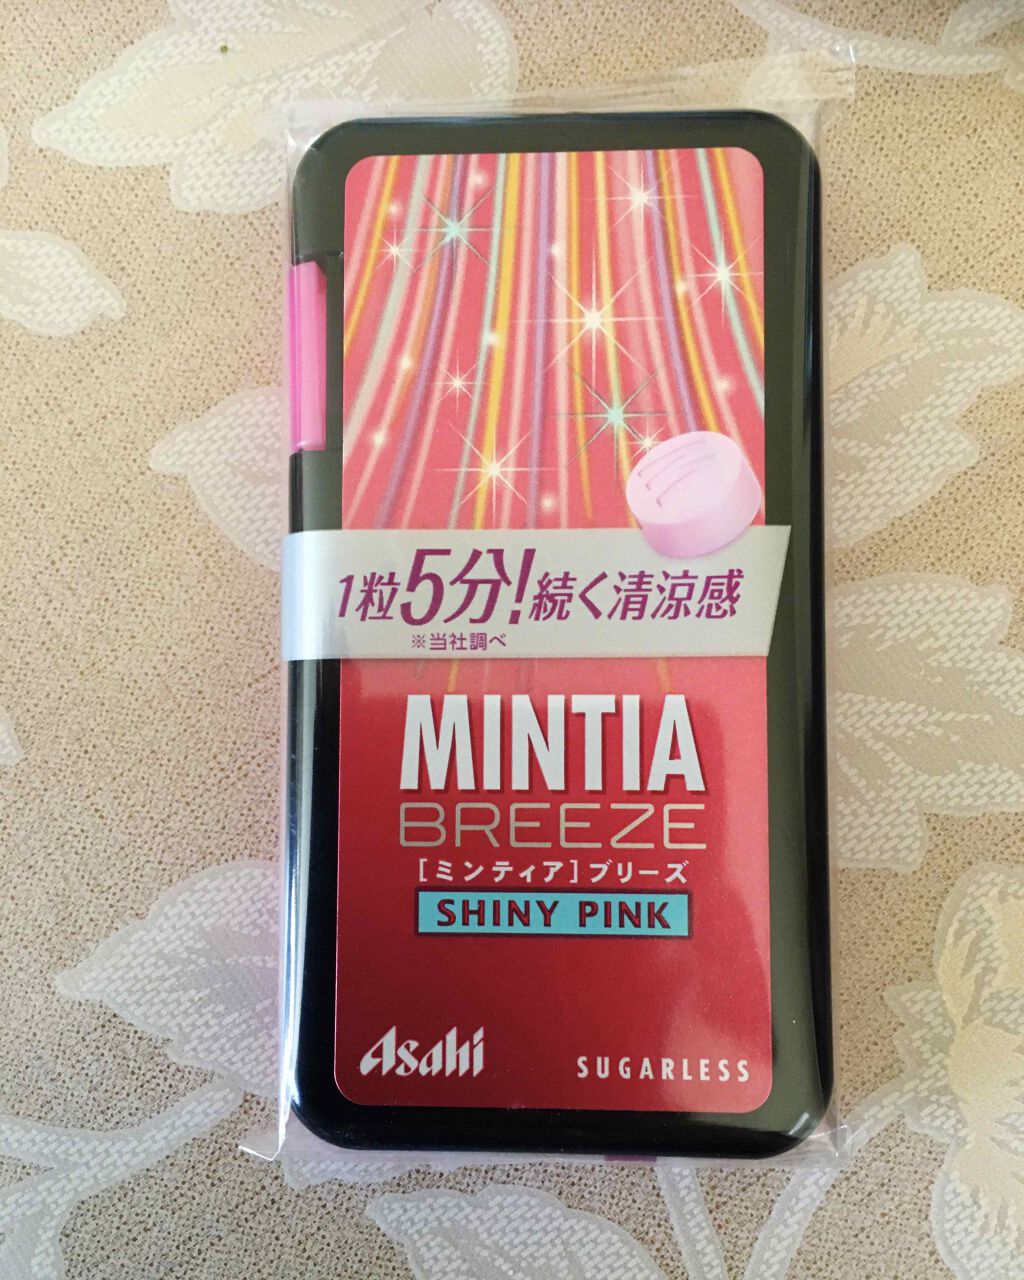 1粒5分!続く清涼感
※当社調べ
MINTIA
BREEZE
[ミンティア]ブリーズ
SHINY PINK
Asahi
SUGARLESS